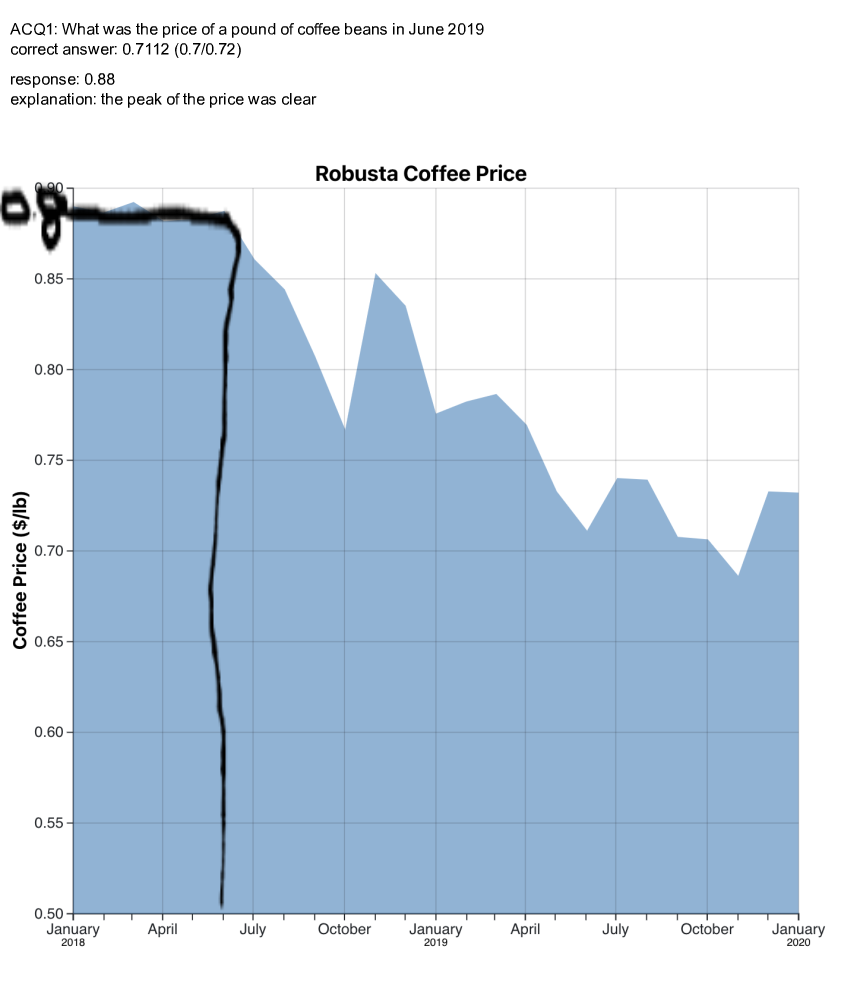 ACQ1: What was the price of a pound of coffee beans in June 2019
correct answer: 0.7112 (0.7/0.72)
response: 0.88
explanation: the peak of the price was clear
Robusta Coffee Price
0.90
0.8
0.85
0.80
0.75
0.70
0.65
0.60
0.55
0.50
Coffee Price ($/lb)
January April July October January April July October January
2018 2019 2020